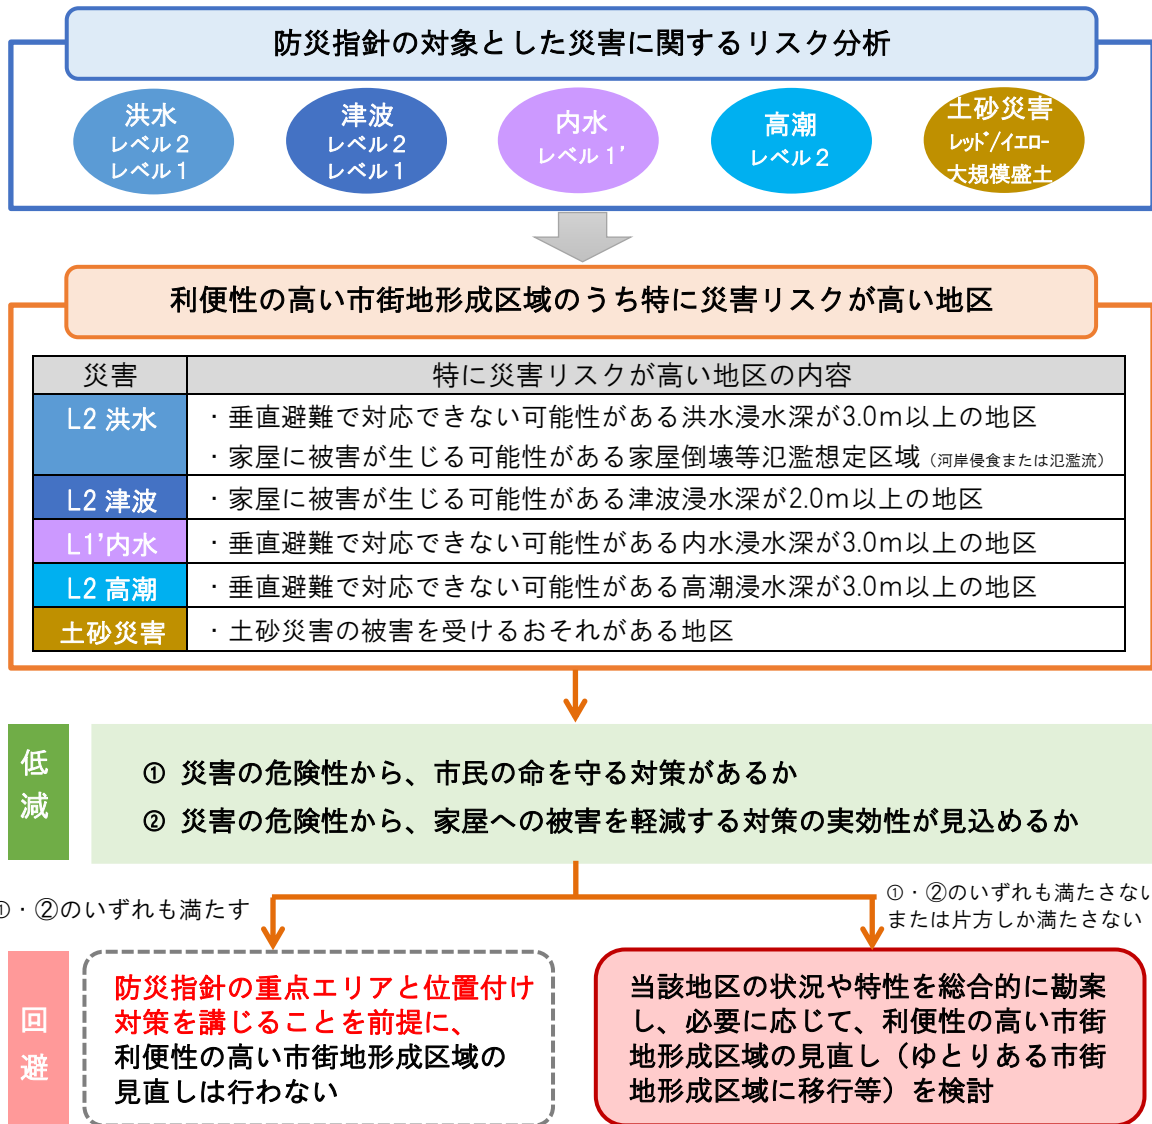 防災指針の対象とした災害に関するリスク分析
洪水
レベル2
レベル1
津波
レベル2
レベル1
内水
レベル1'
高潮
レベル2
土砂災害
ﾚｯﾄﾞ/ｲｴﾛｰ
大規模盛土
利便性の高い市街地形成区域のうち特に災害リスクが高い地区
災害
特に災害リスクが高い地区の内容
L2 洪水
・垂直避難で対応できない可能性がある洪水浸水深が3.0m以上の地区
・家屋に被害が生じる可能性がある家屋倒壊等氾濫想定区域（河岸侵食または氾濫流）
L2 津波
・家屋に被害が生じる可能性がある津波浸水深が2.0m以上の地区
L1'内水
・垂直避難で対応できない可能性がある内水浸水深が3.0m以上の地区
L2 高潮
・垂直避難で対応できない可能性がある高潮浸水深が3.0m以上の地区
土砂災害
・土砂災害の被害を受けるおそれがある地区
低減
① 災害の危険性から、市民の命を守る対策があるか
② 災害の危険性から、家屋への被害を軽減する対策の実効性が見込めるか
①・②のいずれも満たす
①・②のいずれも満たさない
または片方しか満たさない
回避
防災指針の重点エリアと位置付け
対策を講じることを前提に、
利便性の高い市街地形成区域の
見直しは行わない
当該地区の状況や特性を総合的に勘案
し、必要に応じて、利便性の高い市街
地形成区域の見直し（ゆとりある市街
地形成区域に移行等）を検討